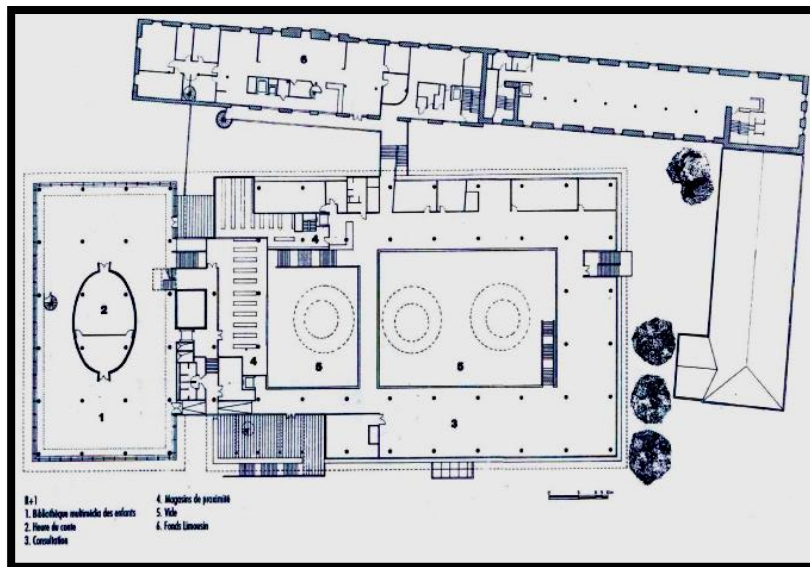 6
2
4
4
5
5
1
3
R+1
1. Bibliothèque multimédia des enfants
2. Heure du conte
3. Consultation
4. Magasins de proximité
5. Vide
6. Fonds Limousin